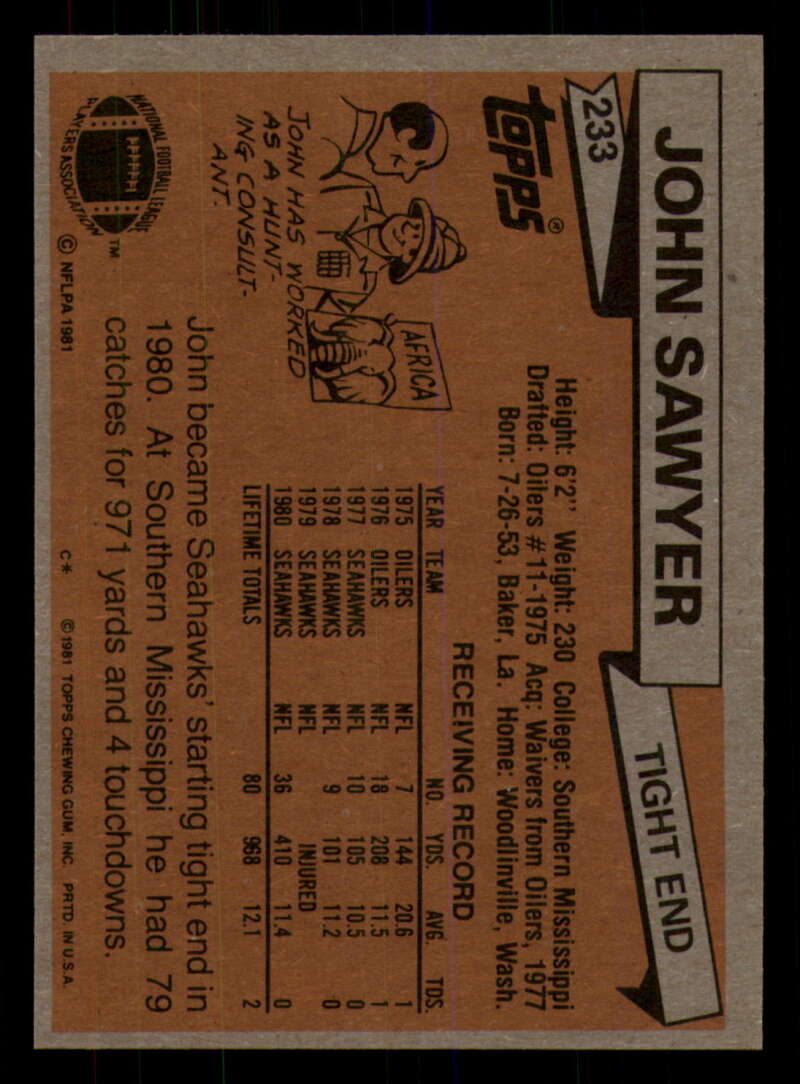 233
JOHN SAWYER
TIGHT END
TOPPS®
Height: 6'2" Weight: 230 College: Southern Mississippi
Drafted: Oilers #11-1975 Acq: Waivers from Oilers, 1977
Born: 7-26-53, Baker, La. Home: Woodlinville, Wash.
AFRICA
JOHN HAS WORKED
AS A HUNT-
ING CONSULT-
ANT.
RECEIVING RECORD
YEAR TEAM NO. YDS. AVG. TDS.
1975 OILERS NFL 7 144 20.6 1
1976 OILERS NFL 18 208 11.5 1
1977 SEAHAWKS NFL 10 105 10.5 0
1978 SEAHAWKS NFL 9 101 11.2 0
1979 SEAHAWKS NFL INJURED
1980 SEAHAWKS NFL 36 410 11.4 0
LIFETIME TOTALS 80 968 12.1 2
John became Seahawks' starting tight end in
1980. At Southern Mississippi he had 79
catches for 971 yards and 4 touchdowns.
NATIONAL FOOTBALL LEAGUE
PLAYERS ASSOCIATION
TM
© NFLPA 1981
C* © 1981 TOPPS CHEWING GUM, INC. PRTD. IN U.S.A.